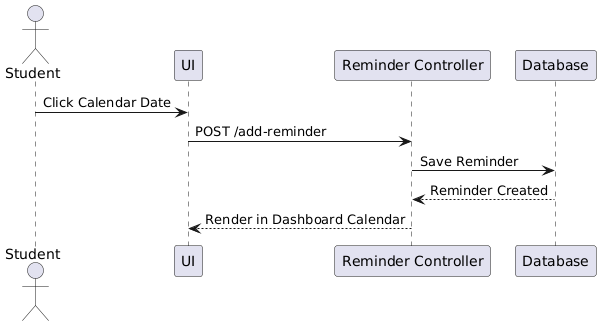 Student
UI
Reminder Controller
Database
Click Calendar Date
POST /add-reminder
Save Reminder
Reminder Created
Render in Dashboard Calendar
Student
UI
Reminder Controller
Database